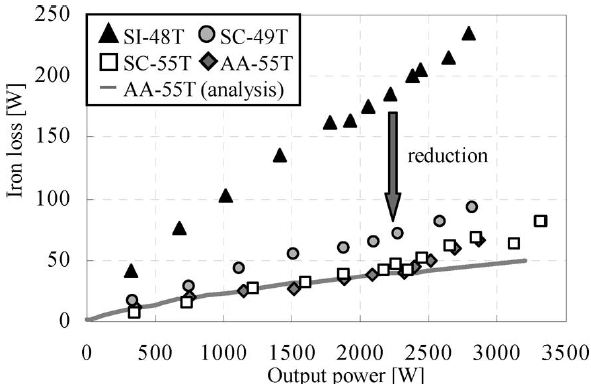 250
200
150
100
50
0
Iron loss [W]
SI-48T SC-49T
SC-55T AA-55T
AA-55T (analysis)
reduction
0 500 1000 1500 2000 2500 3000 3500
Output power [W]